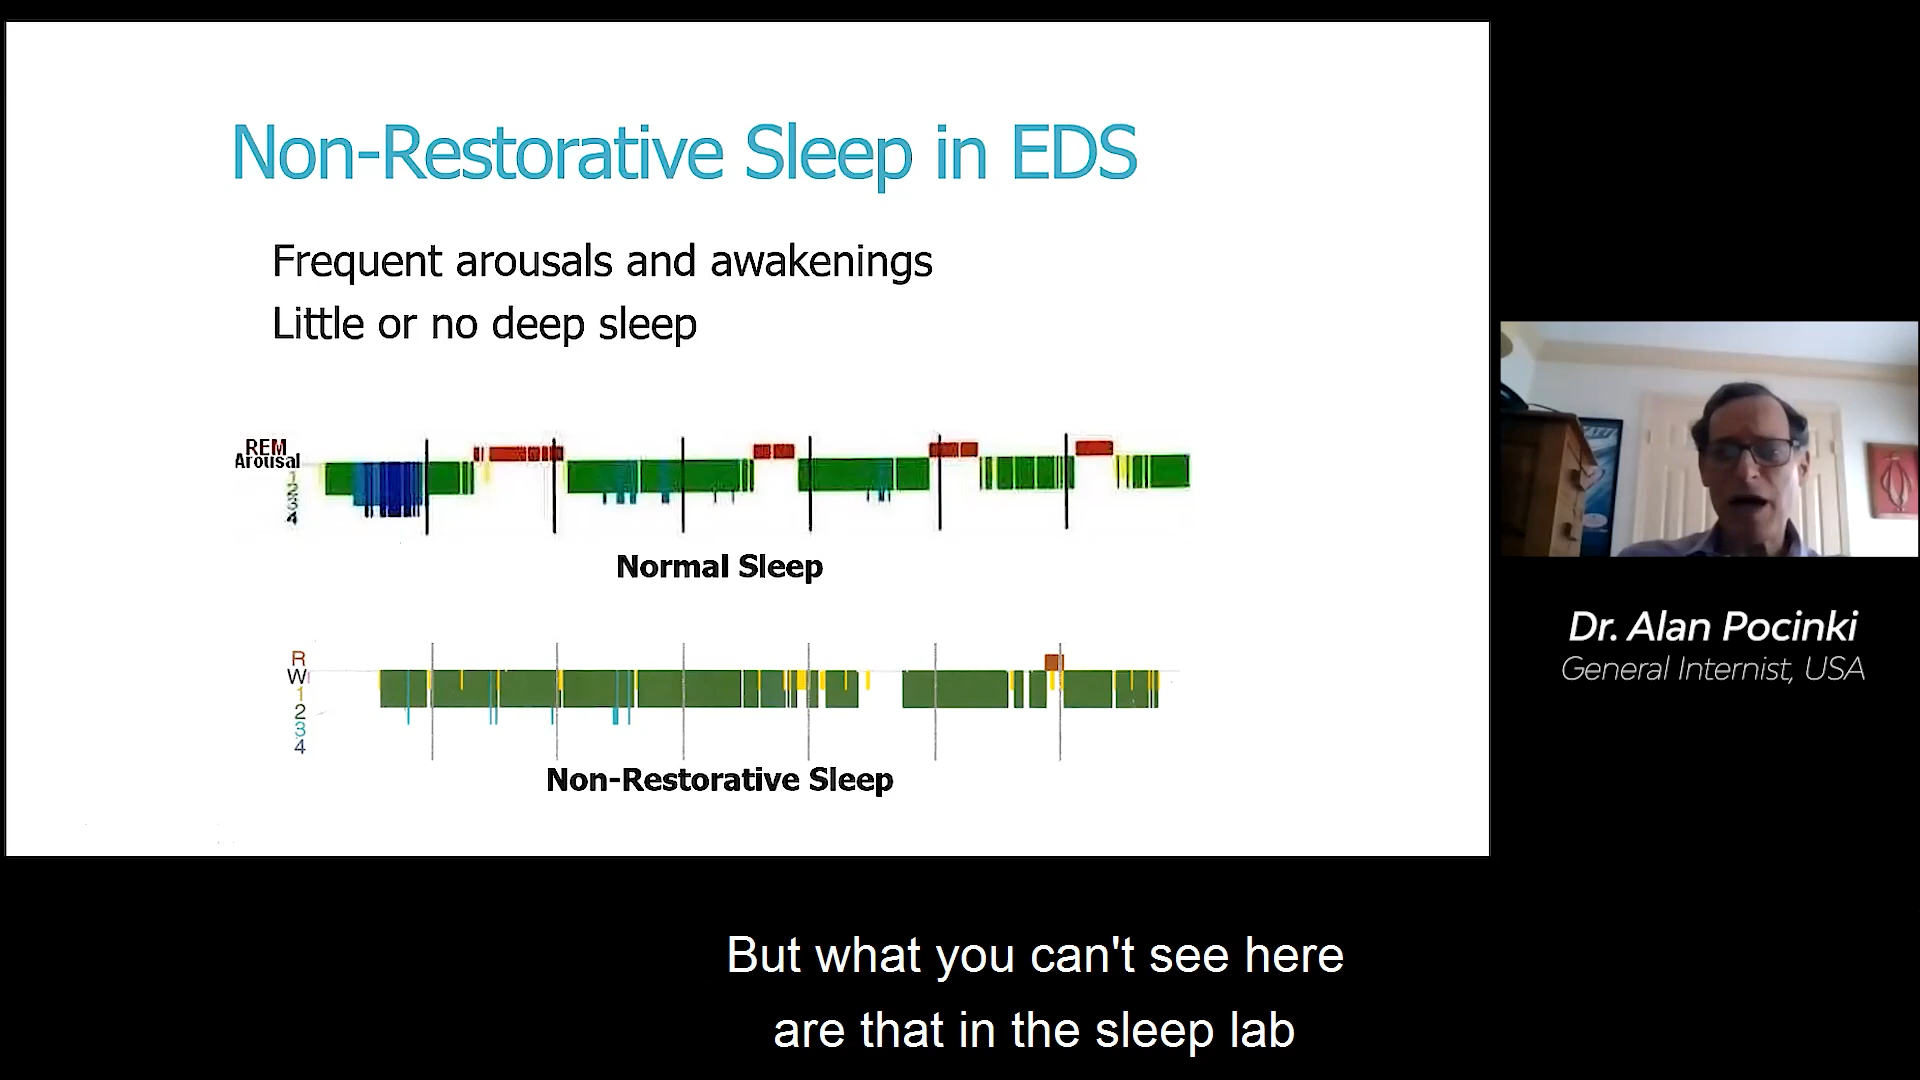 Non-Restorative Sleep in EDS
Frequent arousals and awakenings
Little or no deep sleep
REM
Arousal
1
2
3
4
Normal Sleep
R
W
1
2
3
4
Non-Restorative Sleep
Dr. Alan Pocinki
General Internist, USA
But what you can't see here
are that in the sleep lab